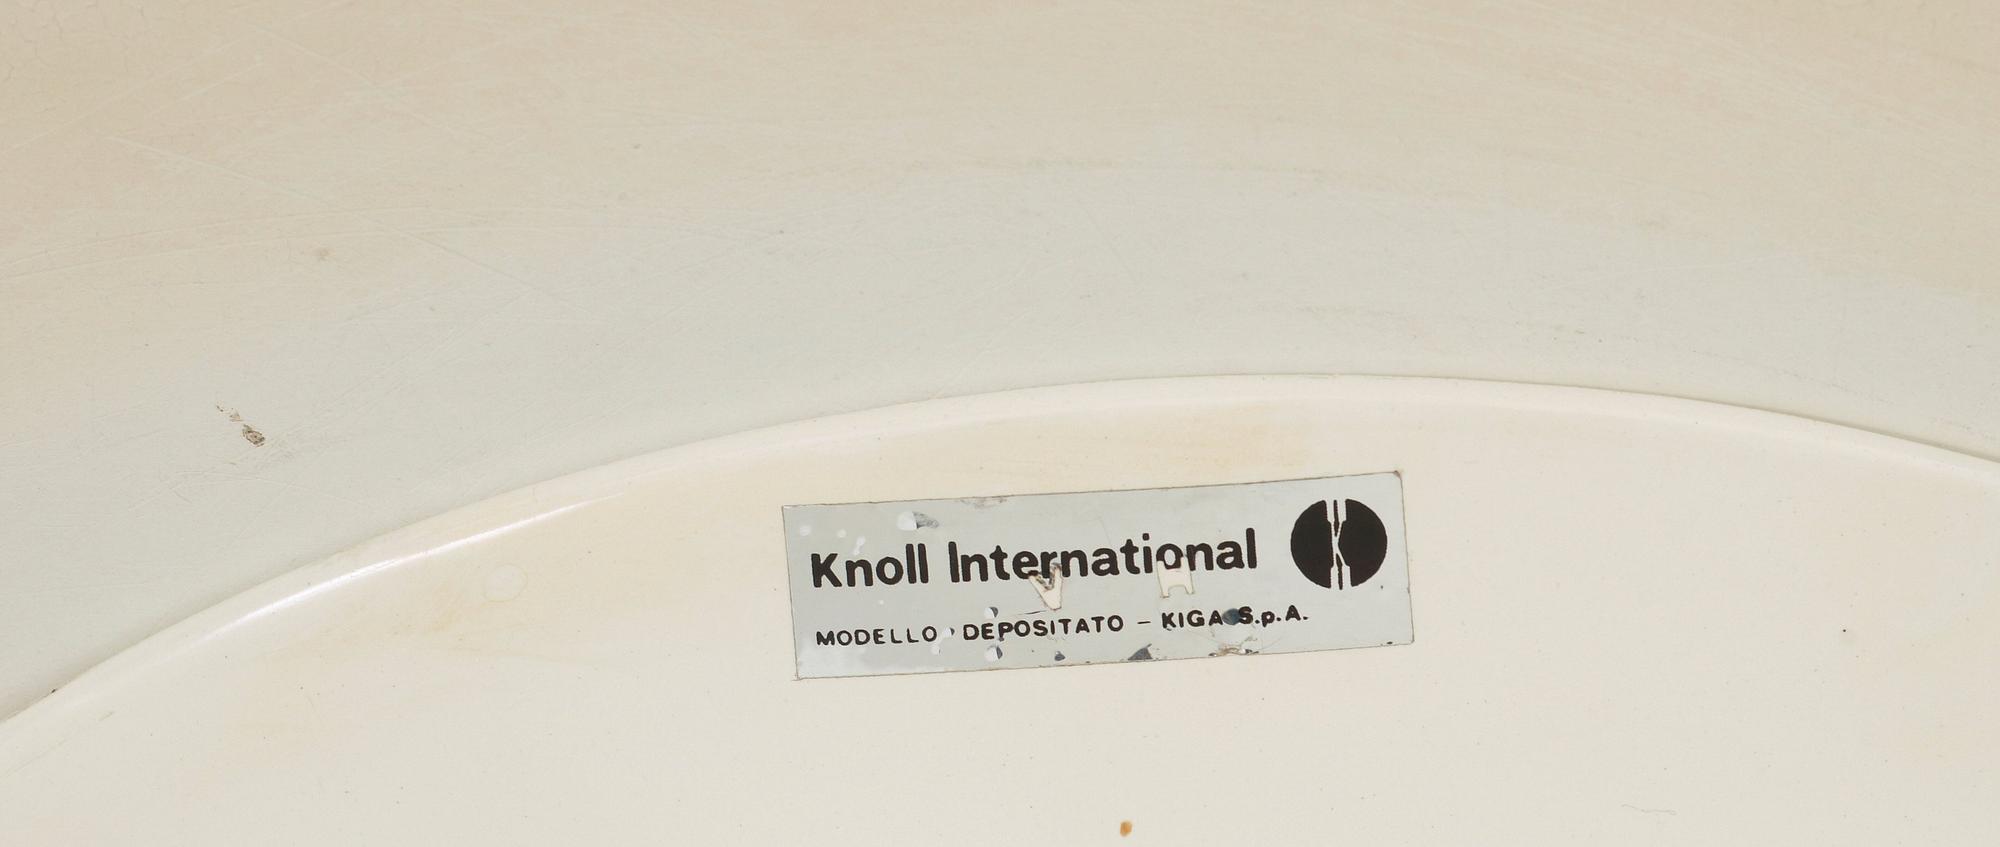 Knoll International
MODELLO DEPOSITATO – KIGA S.p.A.